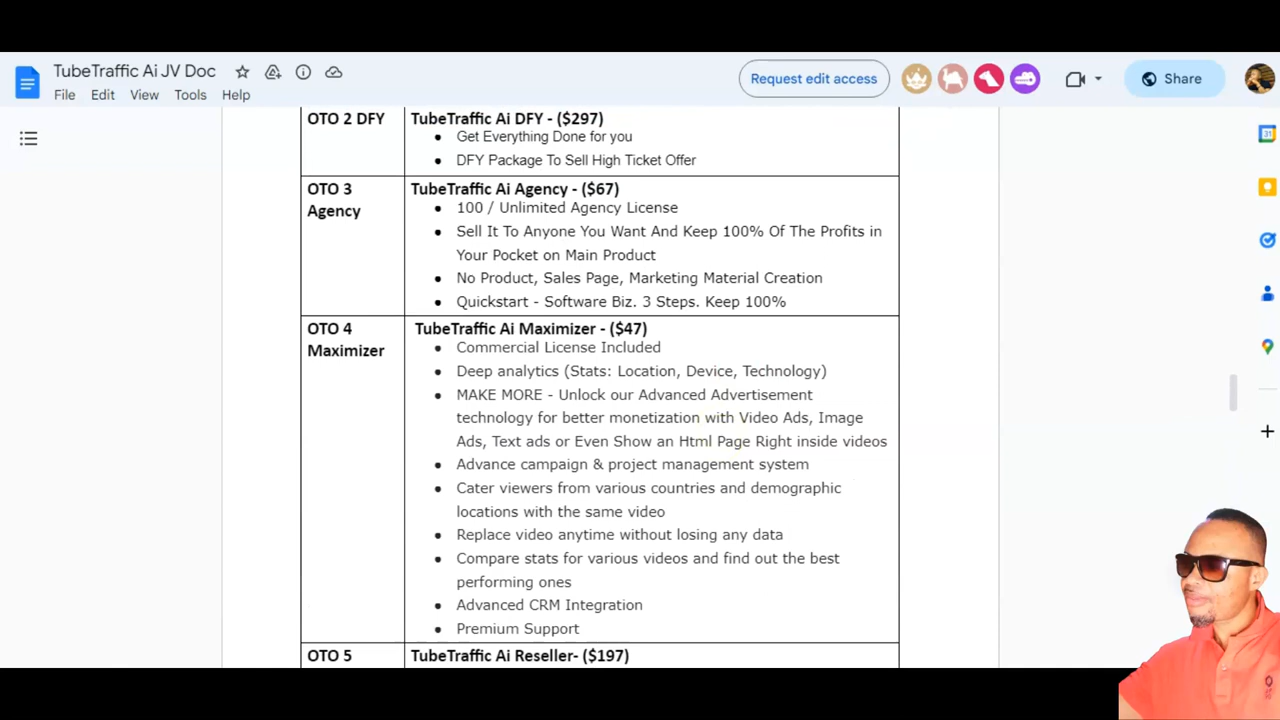 TubeTraffic Ai JV Doc
Request edit access
Share
File Edit View Tools Help
31
OTO 2 DFY
TubeTraffic Ai DFY - ($297)
• Get Everything Done for you
• DFY Package To Sell High Ticket Offer
OTO 3
Agency
TubeTraffic Ai Agency - ($67)
• 100 / Unlimited Agency License
• Sell It To Anyone You Want And Keep 100% Of The Profits in
Your Pocket on Main Product
• No Product, Sales Page, Marketing Material Creation
• Quickstart - Software Biz. 3 Steps. Keep 100%
OTO 4
Maximizer
TubeTraffic Ai Maximizer - ($47)
• Commercial License Included
• Deep analytics (Stats: Location, Device, Technology)
• MAKE MORE - Unlock our Advanced Advertisement
technology for better monetization with Video Ads, Image
Ads, Text ads or Even Show an Html Page Right inside videos
• Advance campaign & project management system
• Cater viewers from various countries and demographic
locations with the same video
• Replace video anytime without losing any data
• Compare stats for various videos and find out the best
performing ones
• Advanced CRM Integration
• Premium Support
OTO 5
TubeTraffic Ai Reseller- ($197)